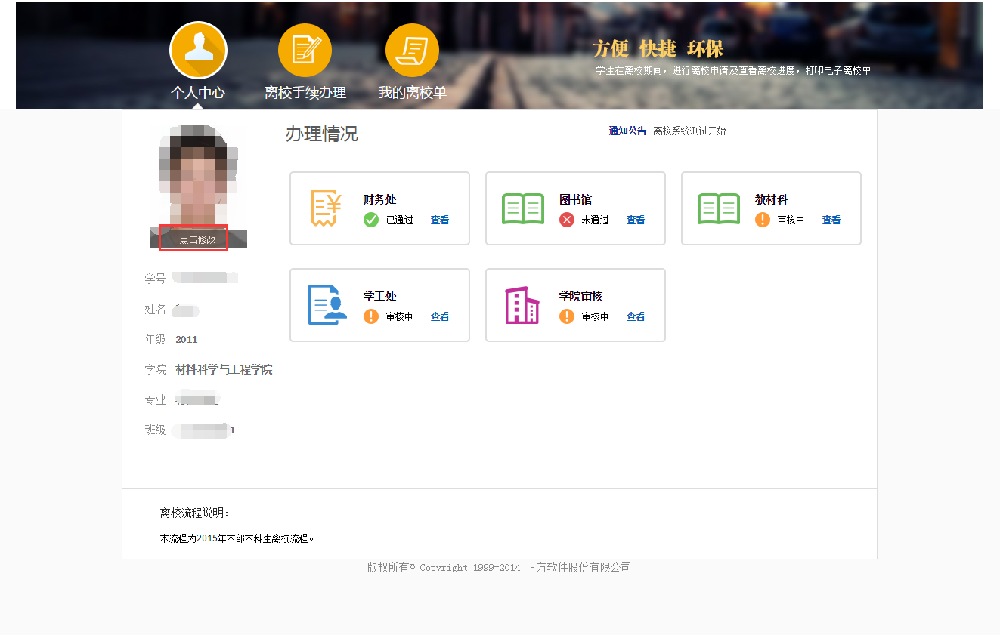 方便 快捷 环保
学生在离校期间，进行离校申请及查看离校进度，打印电子离校单
个人中心 离校手续办理 我的离校单
办理情况
通知公告 离校系统测试开始
点击修改
学号
姓名
年级 2011
学院 材料科学与工程学院
专业
班级 1
财务处
已通过 查看
图书馆
未通过 查看
教材科
审核中 查看
学工处
审核中 查看
学院审核
审核中 查看
离校流程说明：
本流程为2015年本部本科生离校流程。
版权所有© Copyright 1999-2014 正方软件股份有限公司